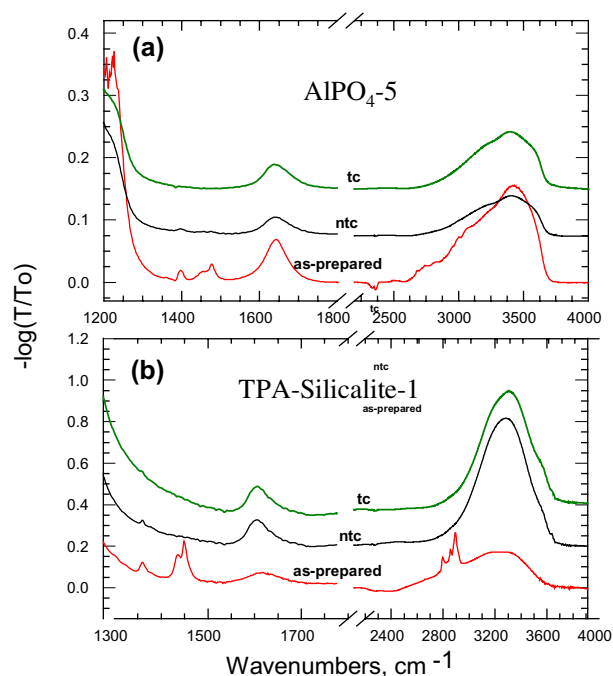 -log(T/To)
0.4
0.3
0.2
0.1
0.0
(a)
AlPO4-5
tc
ntc
as-prepared
1200 1400 1600 1800 2500 3000 3500 4000
tc
1.2
1.0
0.8
0.6
0.4
0.2
0.0
(b)
ntc
TPA-Silicalite-1
as-prepared
tc
ntc
as-prepared
1300 1500 1700 2400 2800 3200 3600 4000
Wavenumbers, cm -1